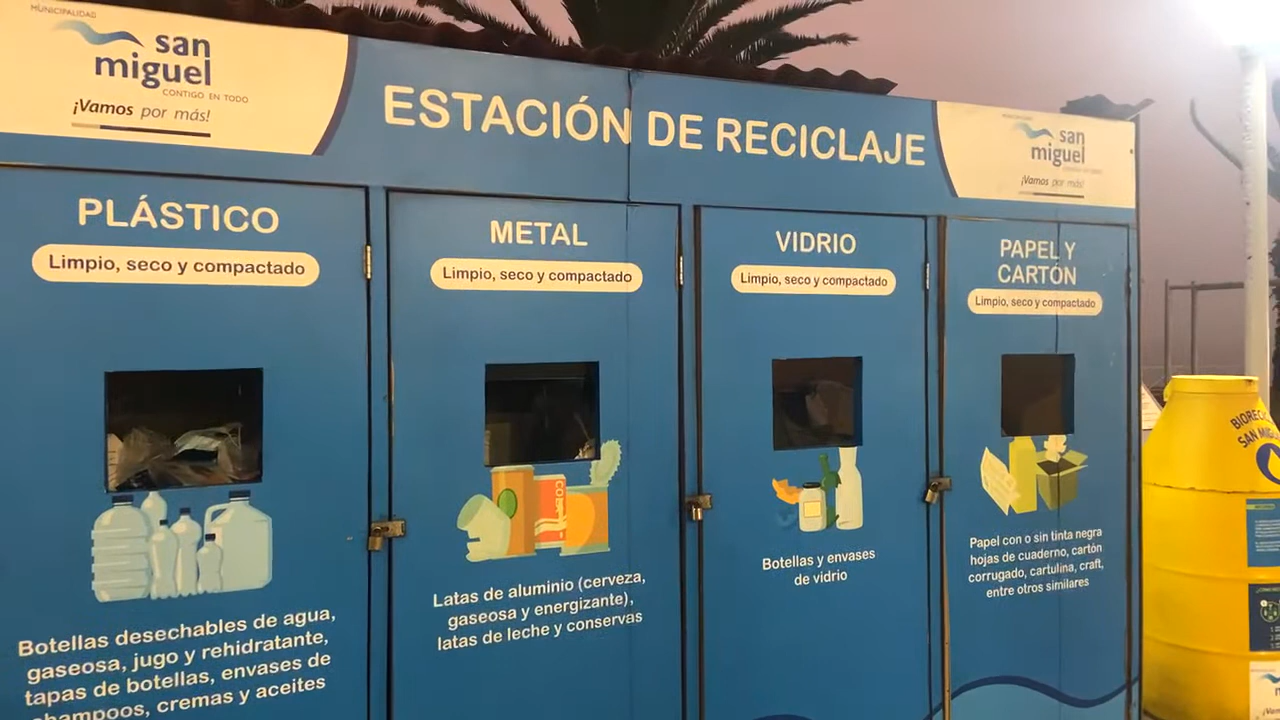 MUNICIPALIDAD
san
miguel
CONTIGO EN TODO
¡Vamos por más!
ESTACIÓN DE RECICLAJE
MUNICIPALIDAD
san
miguel
¡Vamos por más!
PLÁSTICO
Limpio, seco y compactado
Botellas desechables de agua,
gaseosa, jugo y rehidratante,
tapas de botellas, envases de
champoos, cremas y aceites
METAL
Limpio, seco y compactado
Latas de aluminio (cerveza,
gaseosa y energizante),
latas de leche y conservas
VIDRIO
Limpio, seco y compactado
Botellas y envases
de vidrio
PAPEL Y
CARTÓN
Limpio, seco y compactado
Papel con o sin tinta negra
hojas de cuaderno, cartón
corrugado, cartulina, craft,
entre otros similares